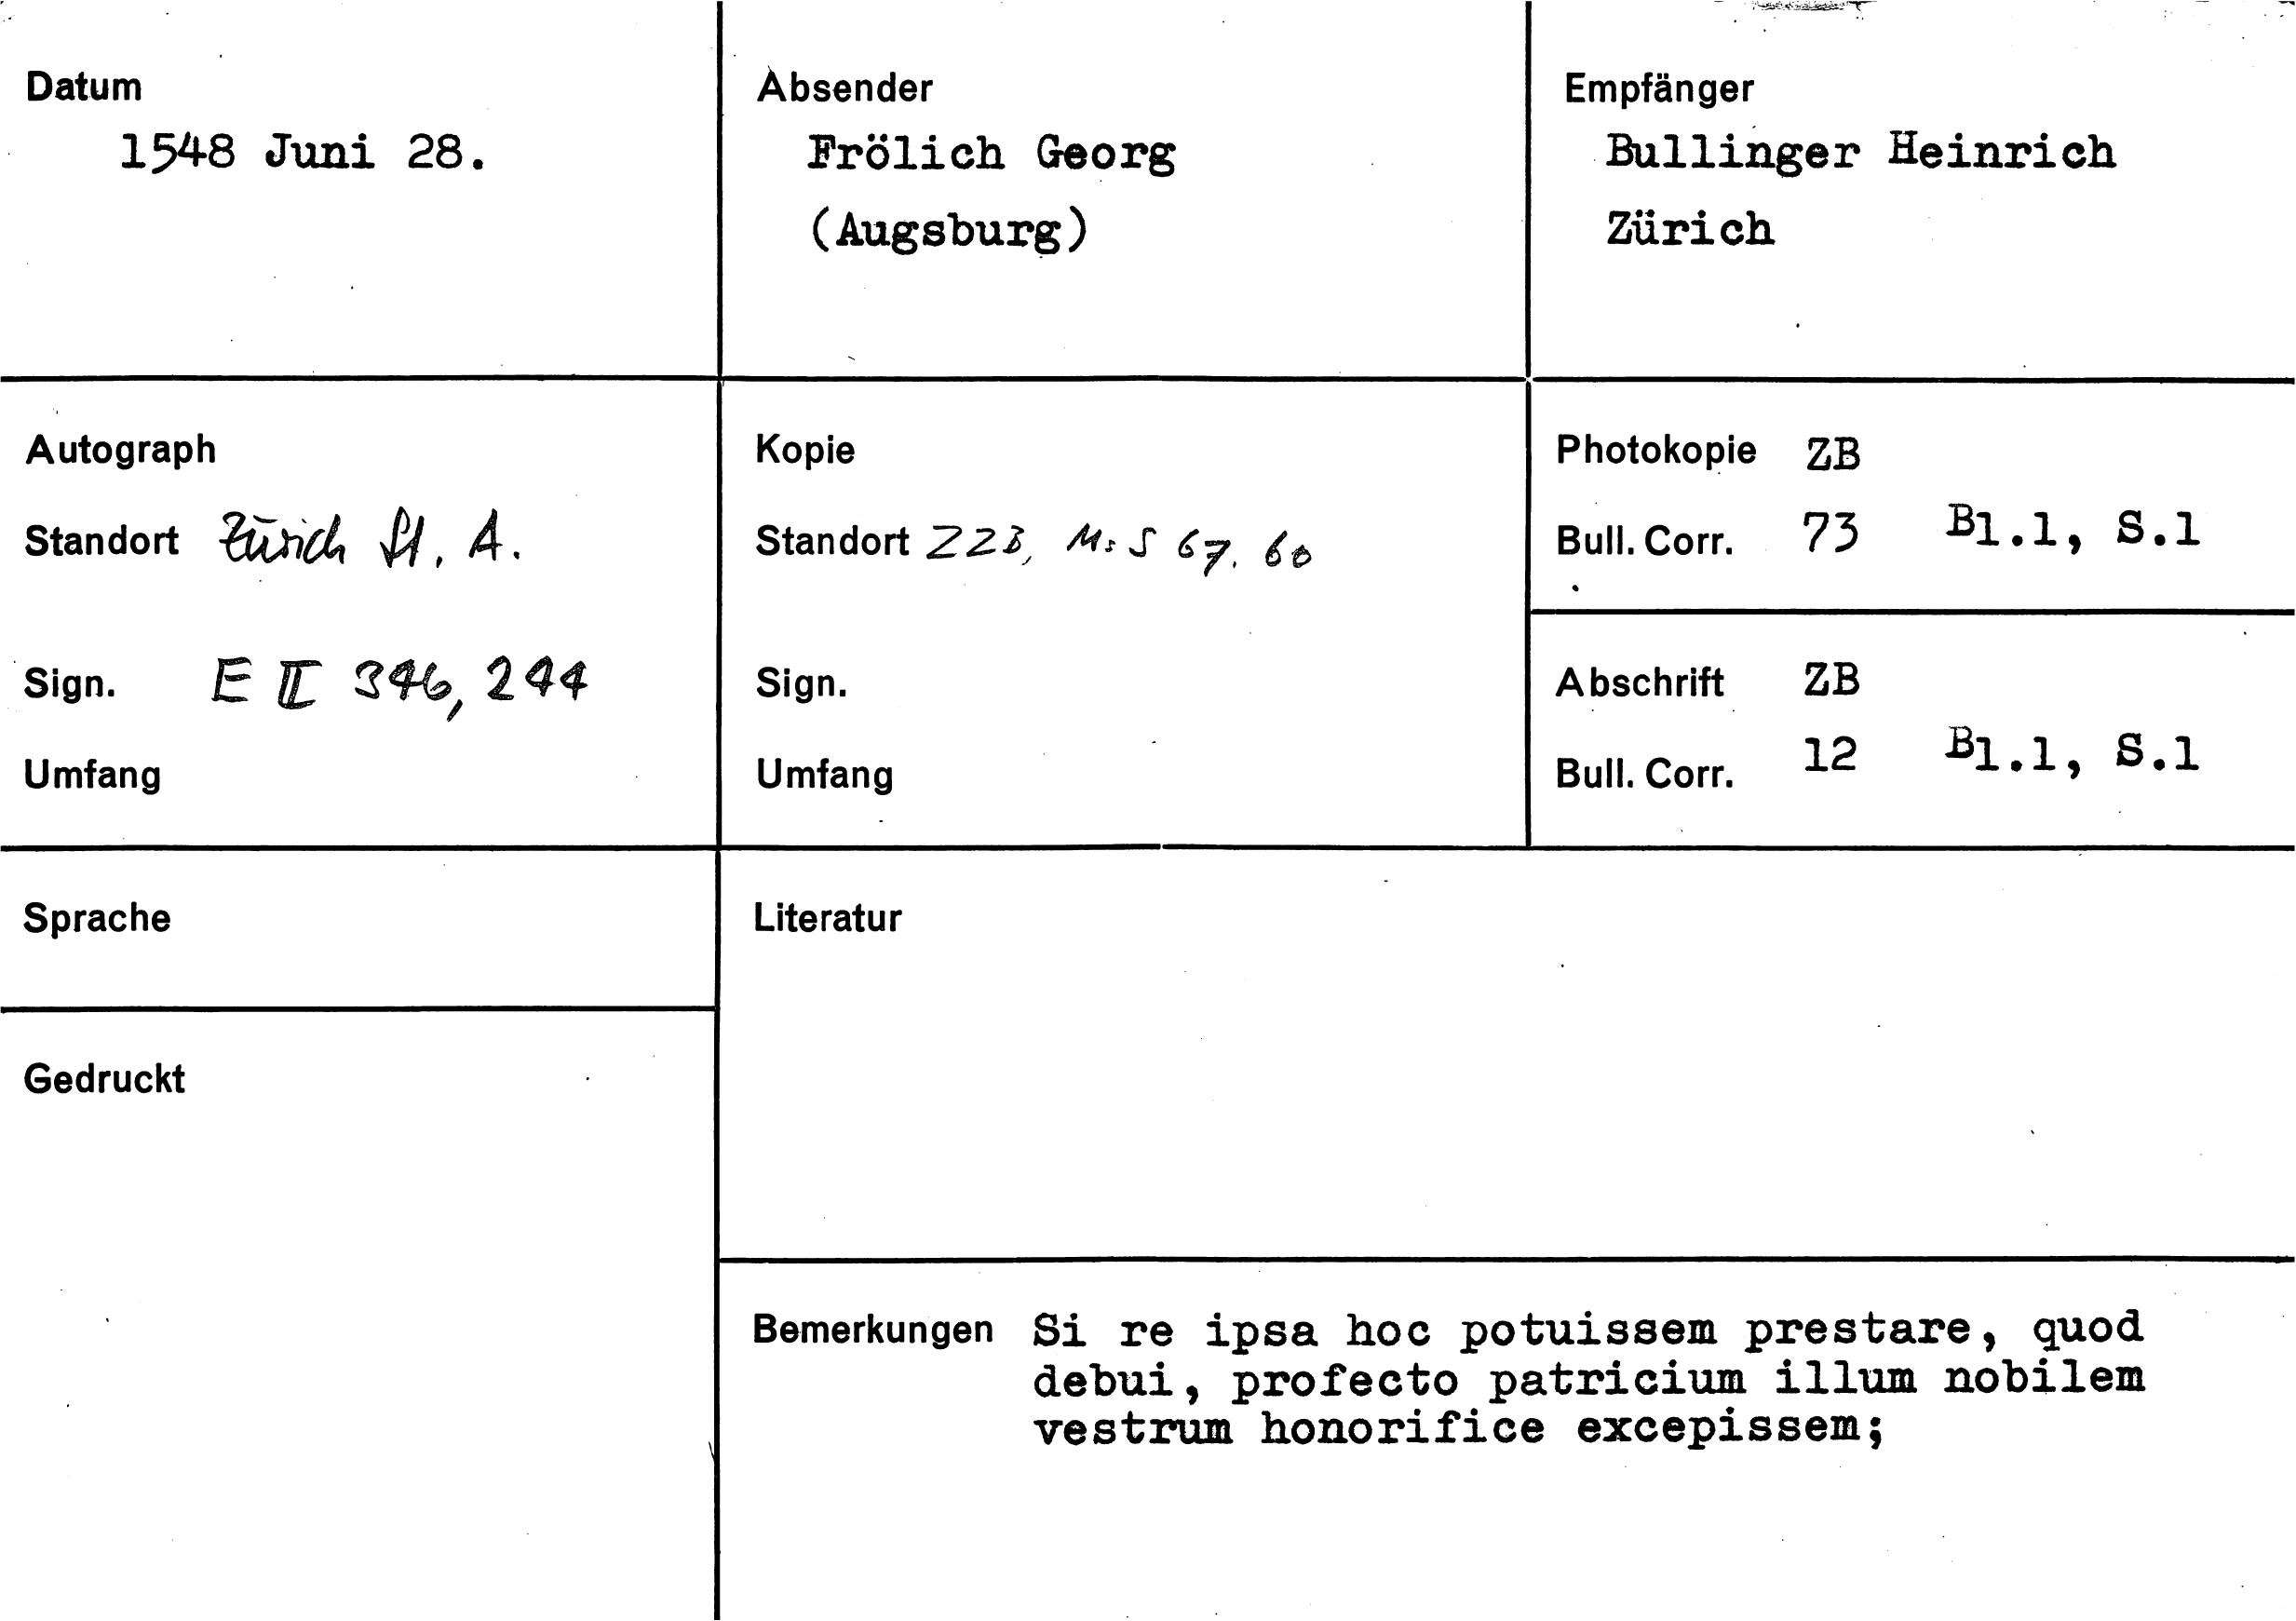 Datum
1548 Juni 28.
Absender
Frölich Georg
(Augsburg)
Empfänger
Bullinger Heinrich
Zürich
Autograph
Standort Zürich St. A.
Sign. E II 346, 244
Umfang
Kopie
Standort ZZB, Ms S 67, 60
Sign.
Umfang
Photokopie ZB
Bull. Corr. 73 Bl.1, S.1
Abschrift ZB
Bull. Corr. 12 Bl.1, S.1
Sprache
Gedruckt
Literatur
Bemerkungen Si re ipsa hoc potuissem prestare, quod
debui, profecto patricium illum nobilem
vestrum honorifice excepissem;